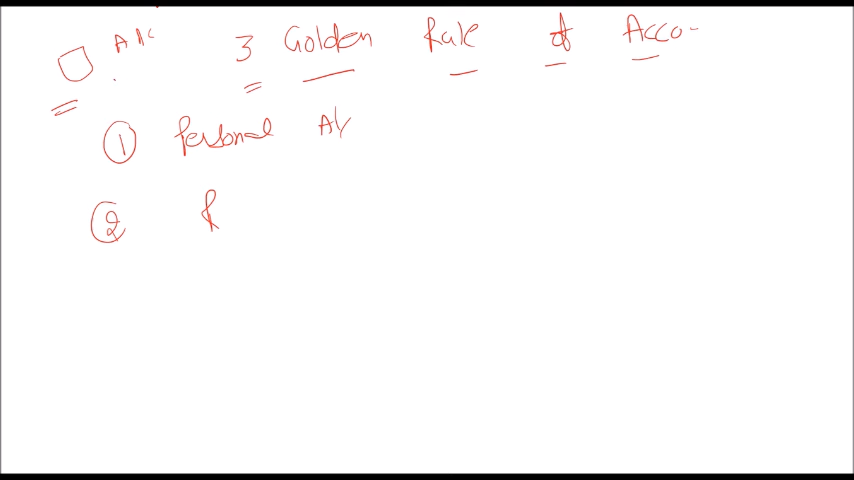 3 Golden Rule of Acco
① Personal A/
② R